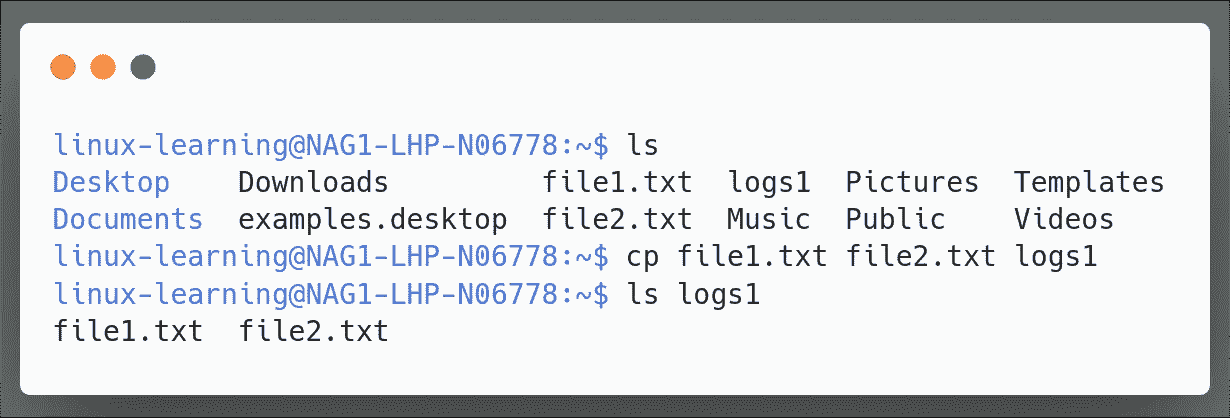 linux-learning@NAG1-LHP-N06778:~$ ls
Desktop    Downloads         file1.txt  logs1  Pictures  Templates
Documents  examples.desktop  file2.txt  Music  Public    Videos
linux-learning@NAG1-LHP-N06778:~$ cp file1.txt file2.txt logs1
linux-learning@NAG1-LHP-N06778:~$ ls logs1
file1.txt  file2.txt